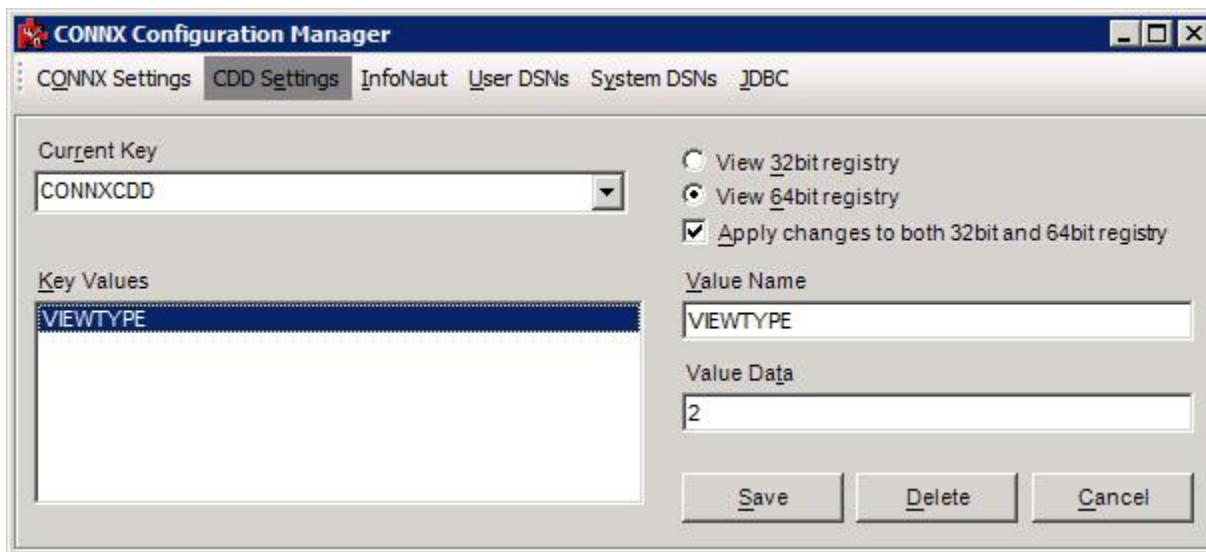 CONNX Configuration Manager
CONNX Settings CDD Settings InfoNaut User DSNs System DSNs JDBC
Current Key
CONNXCDD
View 32bit registry
View 64bit registry
Apply changes to both 32bit and 64bit registry
Key Values
VIEWTYPE
Value Name
VIEWTYPE
Value Data
2
Save Delete Cancel